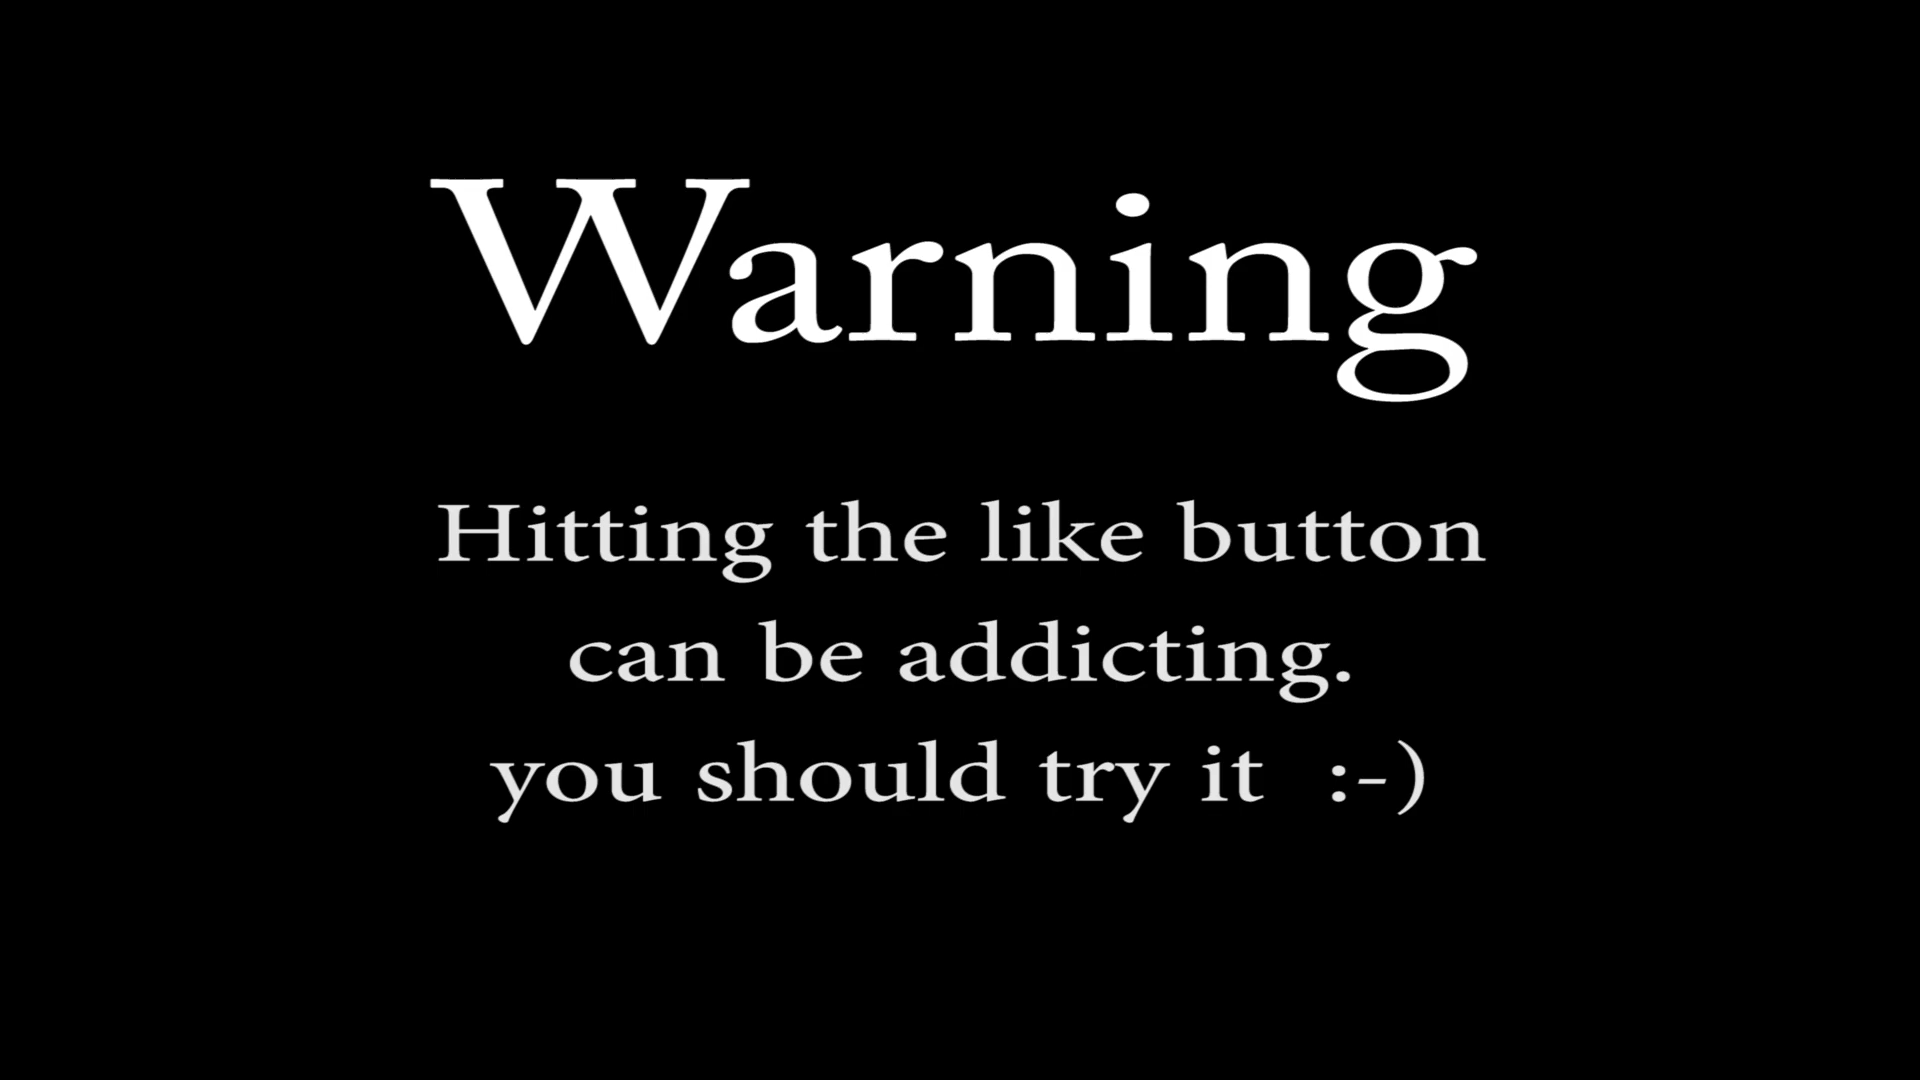 Warning
Hitting the like button
can be addicting.
you should try it  :-)